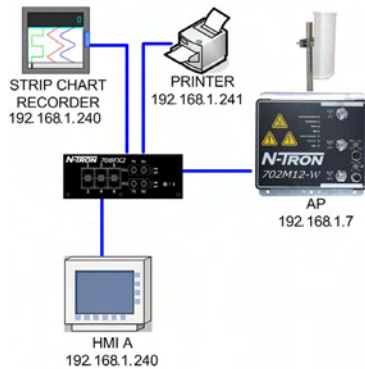 STRIP CHART
RECORDER
192.168.1.240
PRINTER
192.168.1.241
N-TRON 708FX2
N-TRON
702M12-W
AP
192.168.1.7
HMI A
192.168.1.240